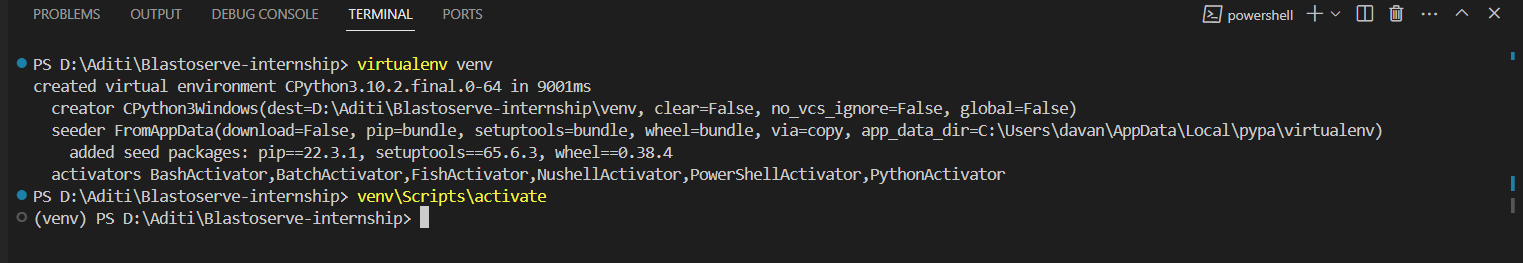 PROBLEMS OUTPUT DEBUG CONSOLE TERMINAL PORTS powershell
PS D:\Aditi\Blastoserve-internship> virtualenv venv
created virtual environment CPython3.10.2.final.0-64 in 9001ms
  creator CPython3Windows(dest=D:\Aditi\Blastoserve-internship\venv, clear=False, no_vcs_ignore=False, global=False)
  seeder FromAppData(download=False, pip=bundle, setuptools=bundle, wheel=bundle, via=copy, app_data_dir=C:\Users\davan\AppData\Local\pypa\virtualenv)
    added seed packages: pip==22.3.1, setuptools==65.6.3, wheel==0.38.4
  activators BashActivator,BatchActivator,FishActivator,NushellActivator,PowerShellActivator,PythonActivator
PS D:\Aditi\Blastoserve-internship> venv\Scripts\activate
(venv) PS D:\Aditi\Blastoserve-internship>